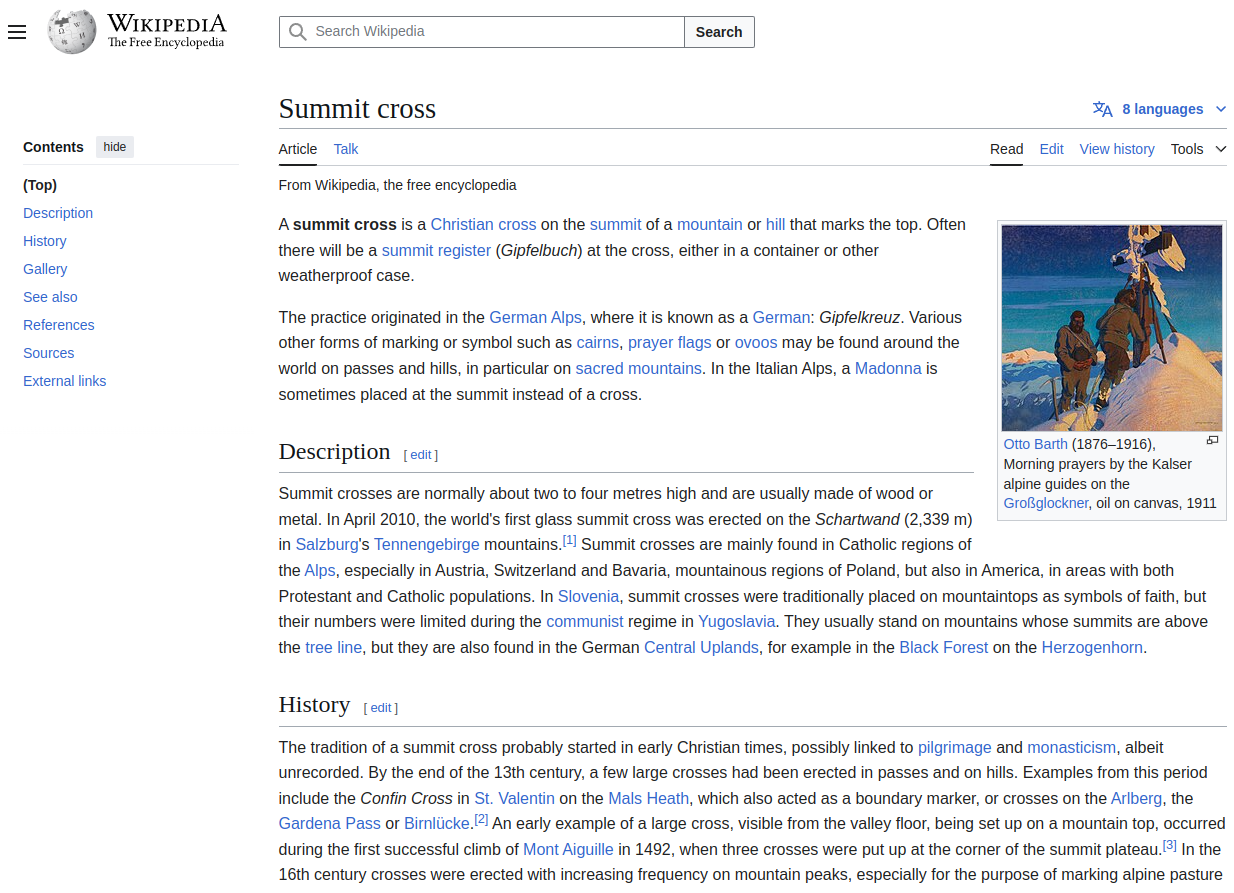 WIKIPEDIA
The Free Encyclopedia
Search Wikipedia
Search
Contents
hide
(Top)
Description
History
Gallery
See also
References
Sources
External links
Summit cross
8 languages
Article
Talk
Read
Edit
View history
Tools
From Wikipedia, the free encyclopedia
A summit cross is a Christian cross on the summit of a mountain or hill that marks the top. Often
there will be a summit register (Gipfelbuch) at the cross, either in a container or other
weatherproof case.
The practice originated in the German Alps, where it is known as a German: Gipfelkreuz. Various
other forms of marking or symbol such as cairns, prayer flags or ovoos may be found around the
world on passes and hills, in particular on sacred mountains. In the Italian Alps, a Madonna is
sometimes placed at the summit instead of a cross.
Otto Barth (1876–1916),
Morning prayers by the Kalser
alpine guides on the
Großglockner, oil on canvas, 1911
Description [ edit ]
Summit crosses are normally about two to four metres high and are usually made of wood or
metal. In April 2010, the world's first glass summit cross was erected on the Schartwand (2,339 m)
in Salzburg's Tennengebirge mountains.[1] Summit crosses are mainly found in Catholic regions of
the Alps, especially in Austria, Switzerland and Bavaria, mountainous regions of Poland, but also in America, in areas with both
Protestant and Catholic populations. In Slovenia, summit crosses were traditionally placed on mountaintops as symbols of faith, but
their numbers were limited during the communist regime in Yugoslavia. They usually stand on mountains whose summits are above
the tree line, but they are also found in the German Central Uplands, for example in the Black Forest on the Herzogenhorn.
History [ edit ]
The tradition of a summit cross probably started in early Christian times, possibly linked to pilgrimage and monasticism, albeit
unrecorded. By the end of the 13th century, a few large crosses had been erected in passes and on hills. Examples from this period
include the Confin Cross in St. Valentin on the Mals Heath, which also acted as a boundary marker, or crosses on the Arlberg, the
Gardena Pass or Birnlücke.[2] An early example of a large cross, visible from the valley floor, being set up on a mountain top, occurred
during the first successful climb of Mont Aiguille in 1492, when three crosses were put up at the corner of the summit plateau.[3] In the
16th century crosses were erected with increasing frequency on mountain peaks, especially for the purpose of marking alpine pasture